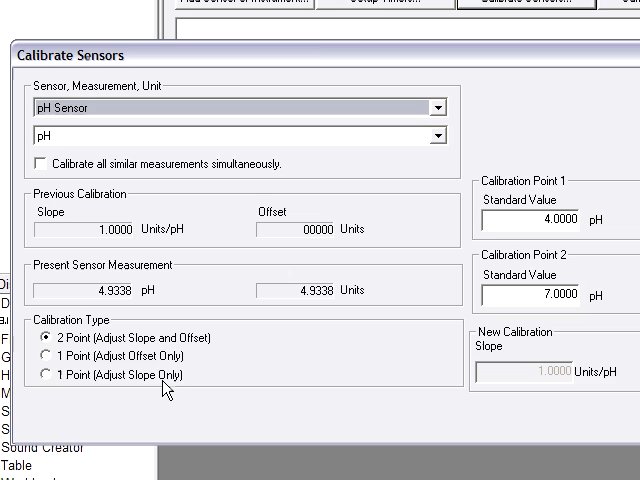 Calibrate Sensors
Sensor, Measurement, Unit
pH Sensor
pH
Calibrate all similar measurements simultaneously.
Previous Calibration
Slope
Offset
1.0000 Units/pH
00000 Units
Present Sensor Measurement
4.9338 pH
4.9338 Units
Calibration Type
2 Point (Adjust Slope and Offset)
1 Point (Adjust Offset Only)
1 Point (Adjust Slope Only)
Calibration Point 1
Standard Value
4.0000 pH
Calibration Point 2
Standard Value
7.0000 pH
New Calibration
Slope
1.0000 Units/pH
Sound Creator
Table